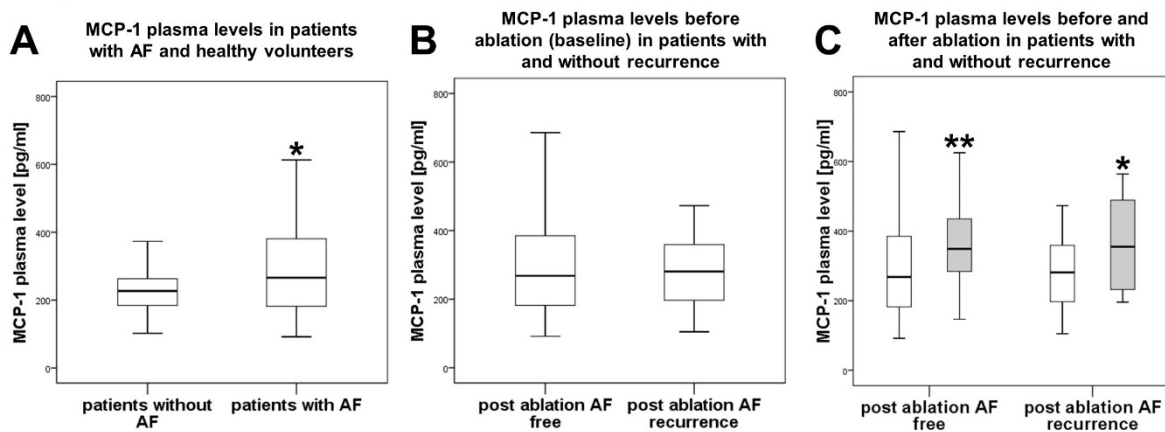 A
MCP-1 plasma levels in patients
with AF and healthy volunteers
MCP-1 plasma level [pg/ml]
800
600
400
200
0
*
patients without
AF
patients with AF
B
MCP-1 plasma levels before
ablation (baseline) in patients with
and without recurrence
MCP-1 plasma level [pg/ml]
800
600
400
200
0
post ablation AF
free
post ablation AF
recurrence
C
MCP-1 plasma levels before and
after ablation in patients with
and without recurrence
MCP-1 plasma level [pg/ml]
800
600
400
200
0
**
*
post ablation AF
free
post ablation AF
recurrence